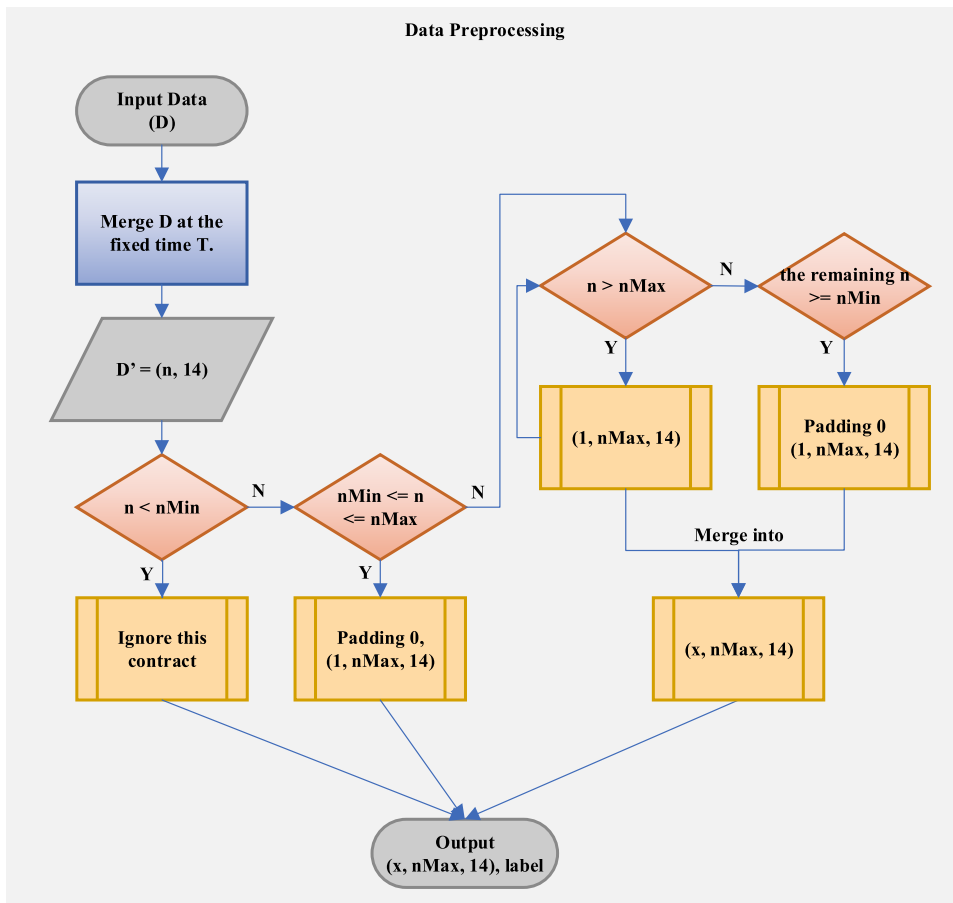 Data Preprocessing
Input Data
(D)
Merge D at the
fixed time T.
D’ = (n, 14)
n < nMin
N
Y
Ignore this
contract
nMin <= n
<= nMax
N
Y
Padding 0,
(1, nMax, 14)
n > nMax
N
Y
(1, nMax, 14)
the remaining n
>= nMin
Y
Padding 0
(1, nMax, 14)
Merge into
(x, nMax, 14)
Output
(x, nMax, 14), label